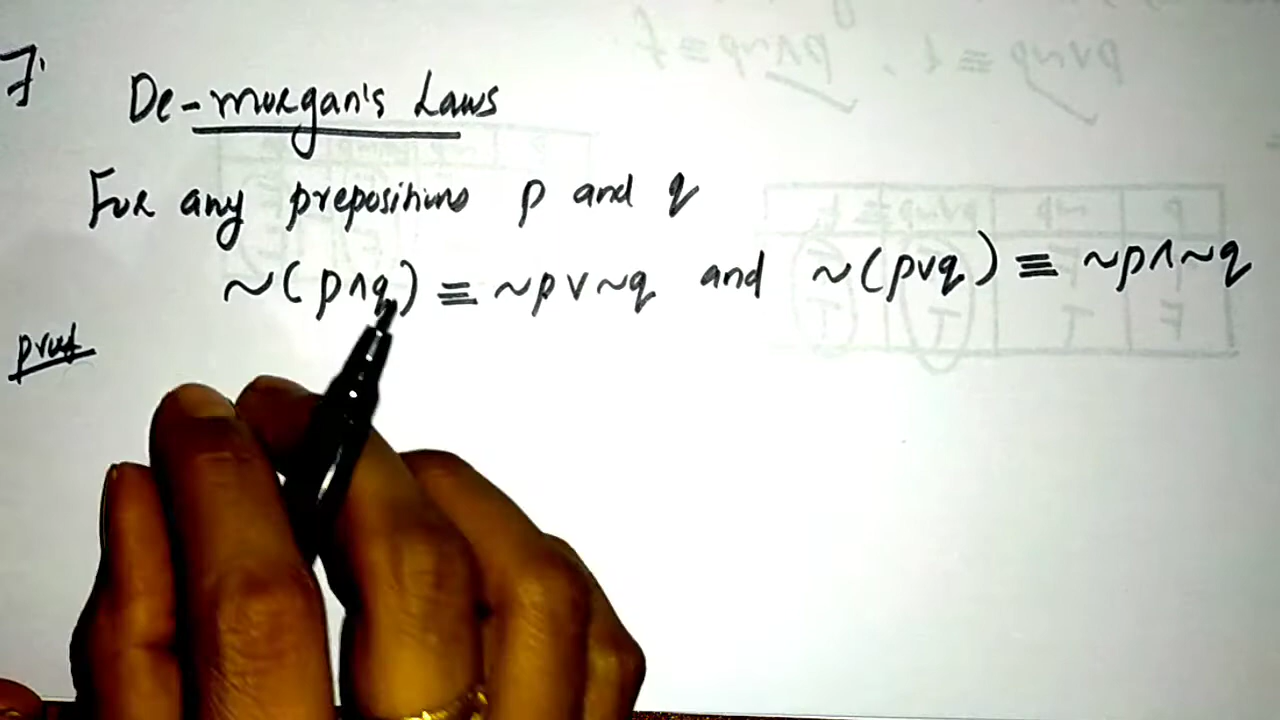 7'
De-morgan's Laws
For any prepositions p and q
~(p∧q) ≡ ~p∨~q and ~(p∨q) ≡ ~p∧~q
proof